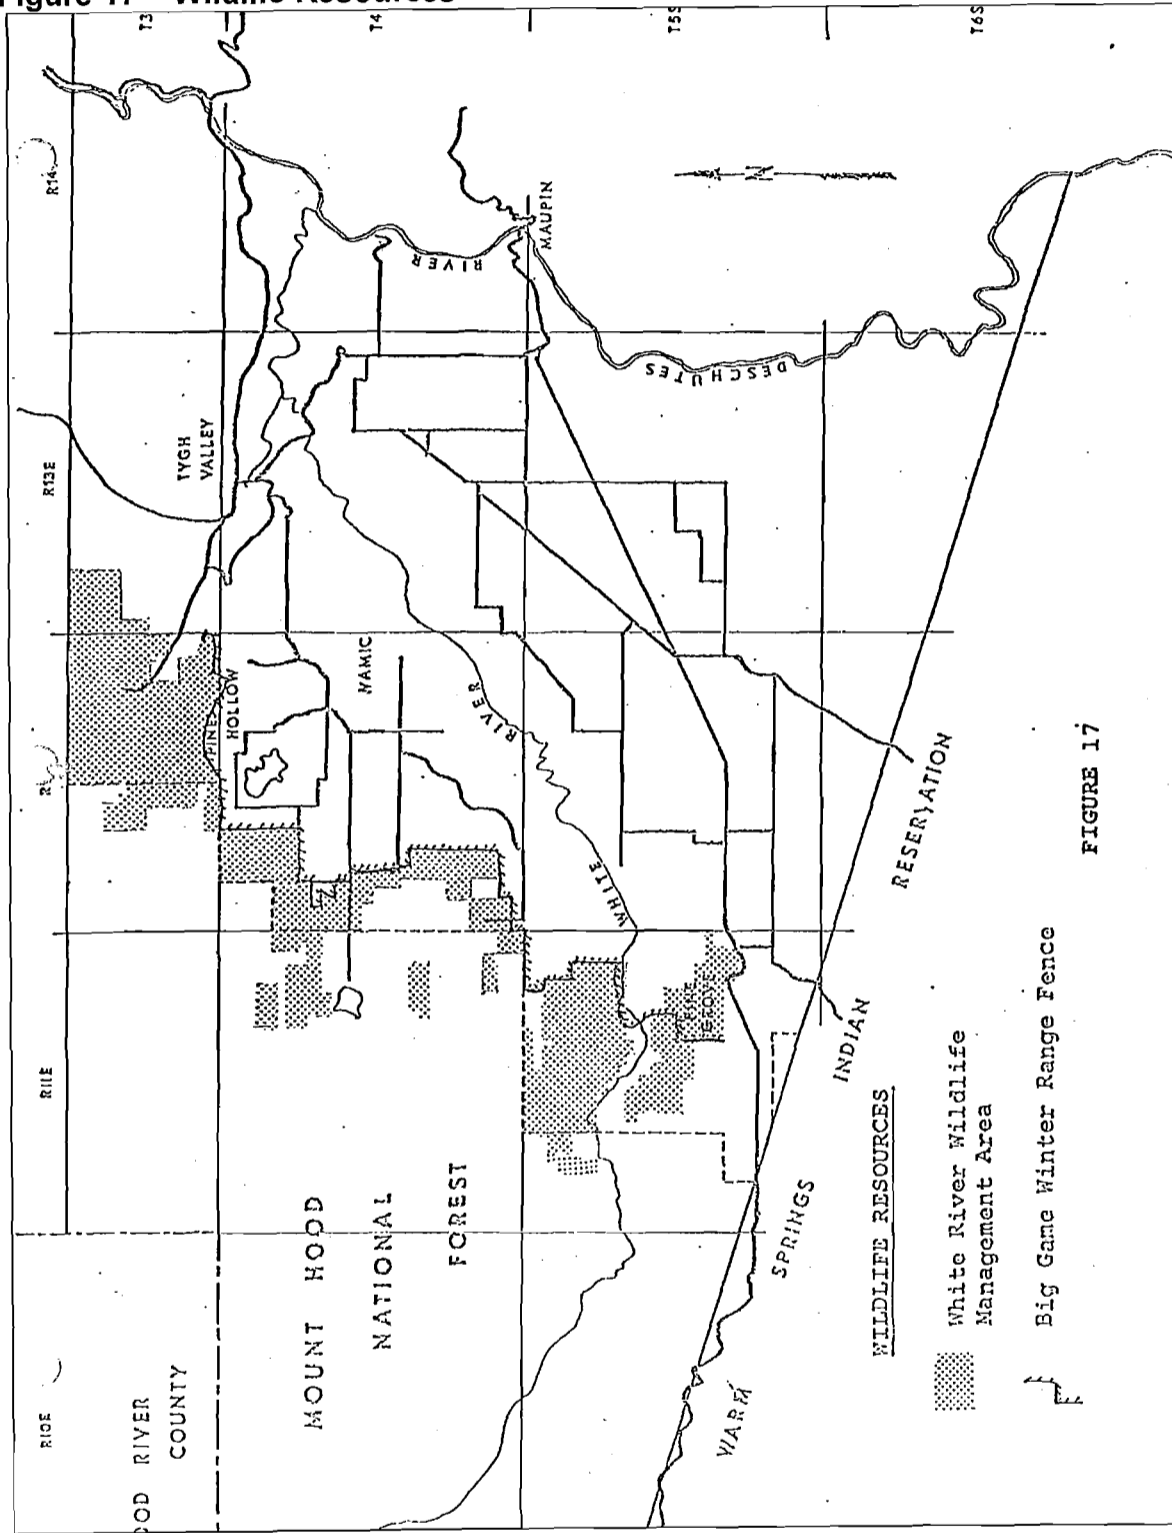 Figure 17 Wildlife Resources
R10E
R11E
R13E
R14
T3
T4
T5S
T6S
OOD RIVER
COUNTY
MOUNT HOOD
NATIONAL
FOREST
PINE
HOLLOW
WAMIC
TYGH
VALLEY
WHITE
RIVER
PINE
GROVE
MAUPIN
DESCHUTES
RIVER
N
WARM
SPRINGS
INDIAN
RESERVATION
WILDLIFE RESOURCES
White River Wildlife
Management Area
Big Game Winter Range Fence
FIGURE 17